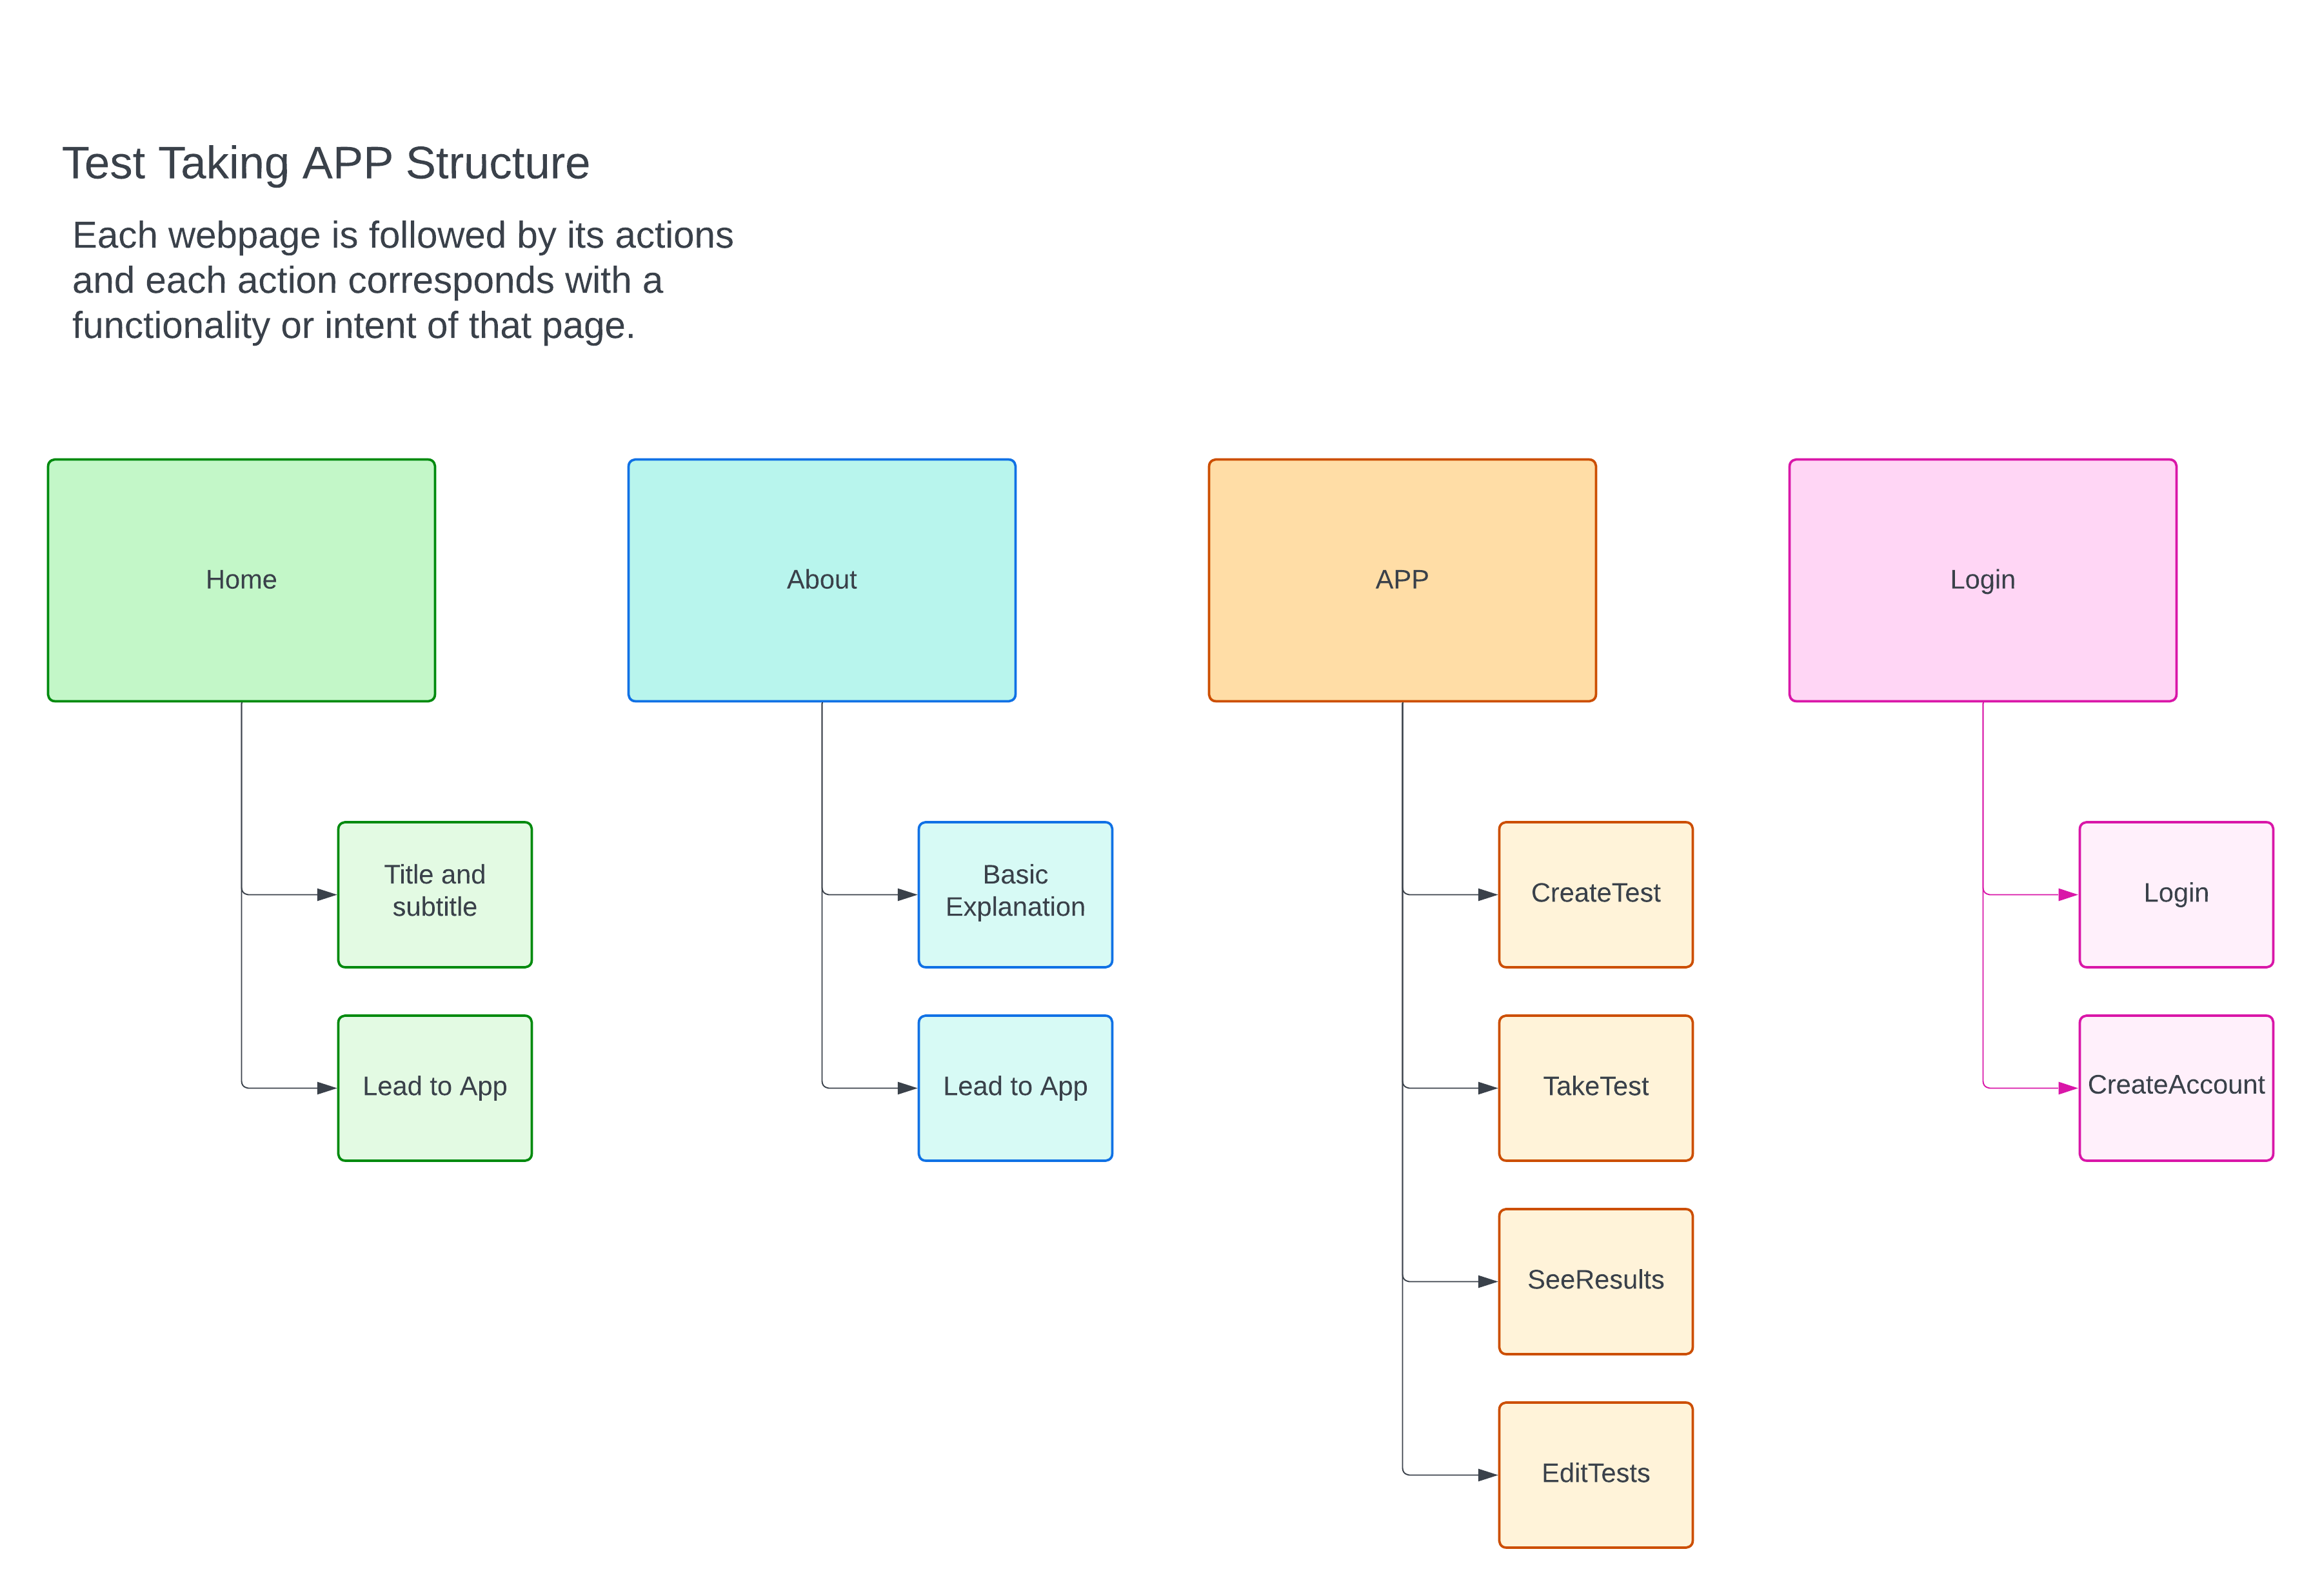 Test Taking APP Structure
Each webpage is followed by its actions
and each action corresponds with a
functionality or intent of that page.
Home
About
APP
Login
Title and
subtitle
Basic
Explanation
CreateTest
Login
Lead to App
Lead to App
TakeTest
CreateAccount
SeeResults
EditTests